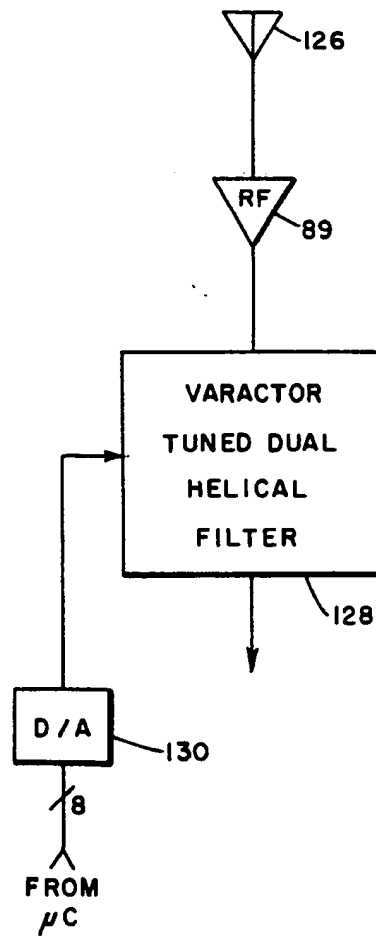 126
RF
89
VARACTOR
TUNED DUAL
HELICAL
FILTER
128
D/A
130
8
FROM
μC